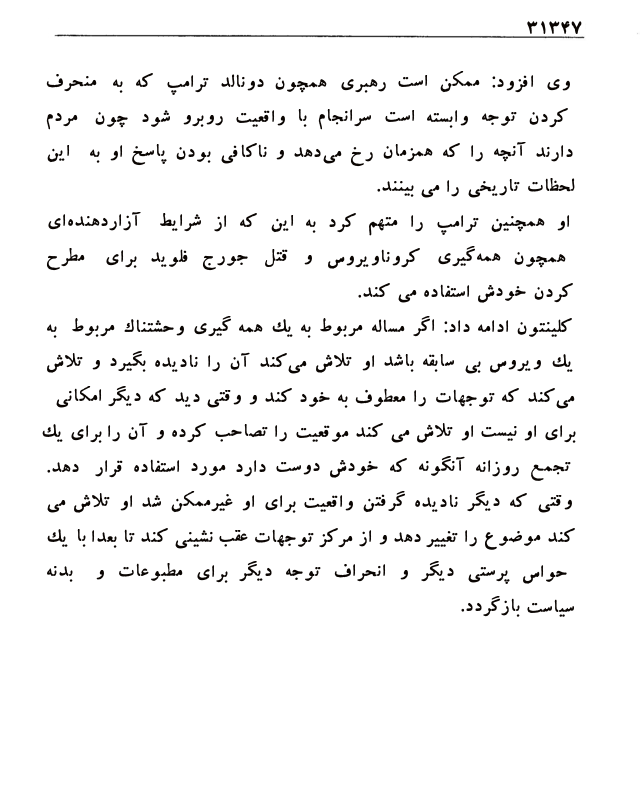 ۳۱۳۴۷
وی افزود: ممکن است رهبری همچون دونالد ترامپ که به منحرف
کردن توجه وابسته است سرانجام با واقعیت روبرو شود چون مردم
دارند آنچه را که همزمان رخ می‌دهد و ناکافی بودن پاسخ او به این
لحظات تاریخی را می بینند.
او همچنین ترامپ را متهم کرد به این که از شرایط آزاردهنده‌ای
همچون همه‌گیری کروناویروس و قتل جورج فلوید برای مطرح
کردن خودش استفاده می کند.
کلینتون ادامه داد: اگر مساله مربوط به یك همه گیری وحشتناك مربوط به
یك ویروس بی سابقه باشد او تلاش می‌کند آن را نادیده بگیرد و تلاش
می‌کند که توجهات را معطوف به خود کند و وقتی دید که دیگر امکانی
برای او نیست او تلاش می کند موقعیت را تصاحب کرده و آن را برای یك
تجمع روزانه آنگونه که خودش دوست دارد مورد استفاده قرار دهد.
وقتی که دیگر نادیده گرفتن واقعیت برای او غیرممکن شد او تلاش می
کند موضوع را تغییر دهد و از مرکز توجهات عقب نشینی کند تا بعدا با یك
حواس پرستی دیگر و انحراف توجه دیگر برای مطبوعات و بدنه
سیاست بازگردد.